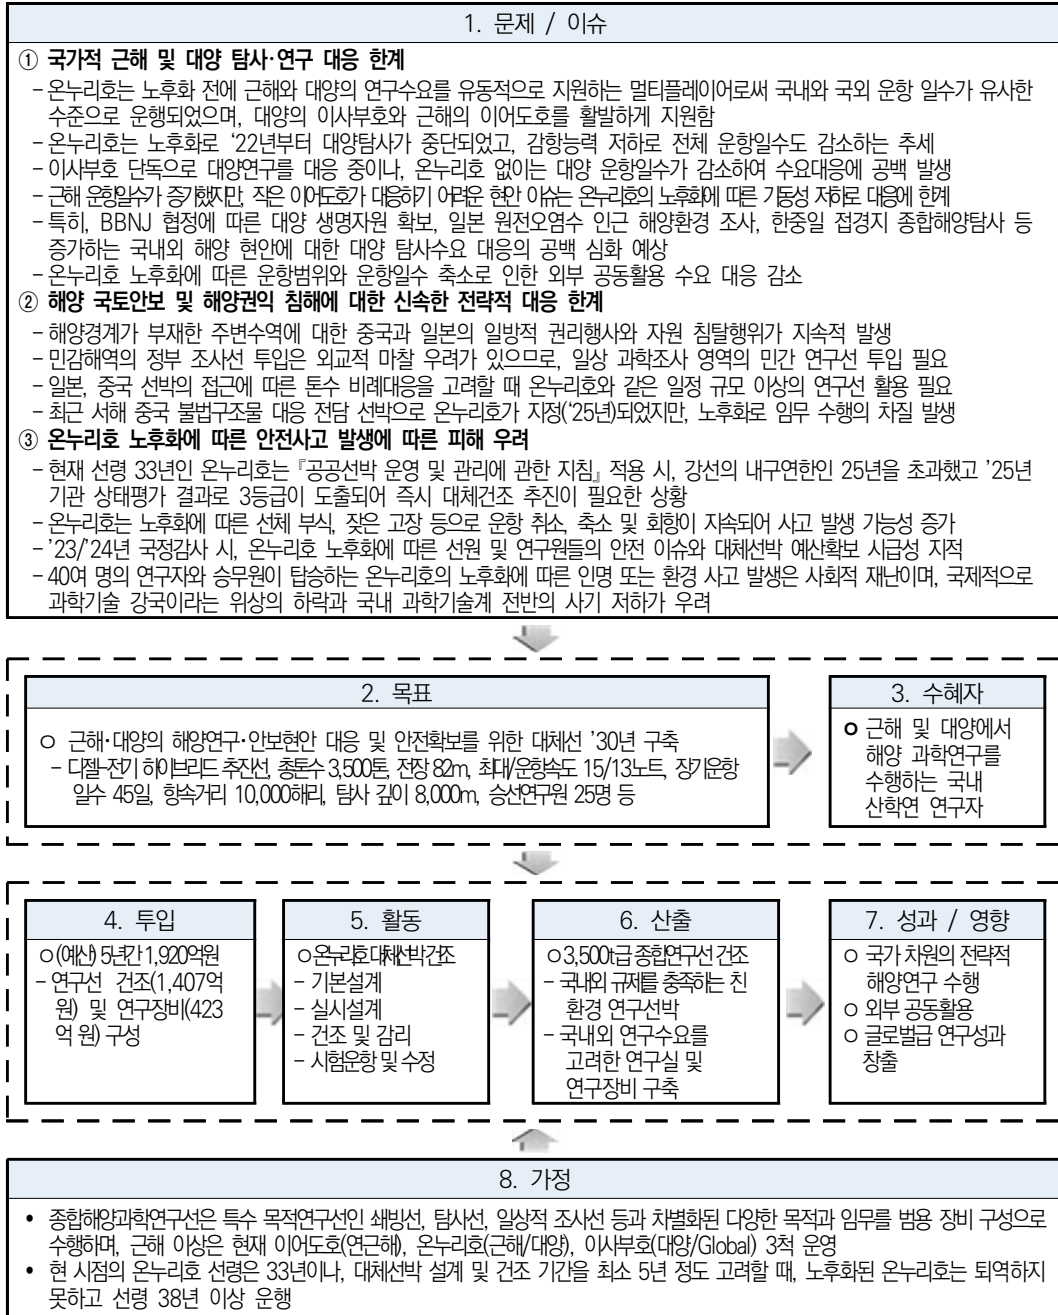 1. 문제 / 이슈
① 국가적 근해 및 대양 탐사·연구 대응 한계
- 온누리호는 노후화 전에 근해와 대양의 연구수요를 유동적으로 지원하는 멀티플레이어로써 국내와 국외 운항 일수가 유사한
수준으로 운행되었으며, 대양의 이사부호와 근해의 이어도호를 활발하게 지원함
- 온누리호는 노후화로 '22년부터 대양탐사가 중단되었고, 감항능력 저하로 전체 운항일수도 감소하는 추세
- 이사부호 단독으로 대양연구를 대응 중이나, 온누리호 없이는 대양 운항일수가 감소하여 수요대응에 공백 발생
- 근해 운항일수가 증가했지만, 작은 이어도호가 대응하기 어려운 현안 이슈는 온누리호의 노후화에 따른 기동성 저하로 대응에 한계
- 특히, BBNJ 협정에 따른 대양 생명자원 확보, 일본 원전오염수 인근 해양환경 조사, 한중일 접경지 종합해양탐사 등
증가하는 국내외 해양 현안에 대한 대양 탐사수요 대응의 공백 심화 예상
- 온누리호 노후화에 따른 운항범위와 운항일수 축소로 인한 외부 공동활용 수요 대응 감소
② 해양 국토안보 및 해양권익 침해에 대한 신속한 전략적 대응 한계
- 해양경계가 부재한 주변수역에 대한 중국과 일본의 일방적 권리행사와 자원 침탈행위가 지속적 발생
- 민감해역의 정부 조사선 투입은 외교적 마찰 우려가 있으므로, 일상 과학조사 영역의 민간 연구선 투입 필요
- 일본, 중국 선박의 접근에 따른 톤수 비례대응을 고려할 때 온누리호와 같은 일정 규모 이상의 연구선 활용 필요
- 최근 서해 중국 불법구조물 대응 전담 선박으로 온누리호가 지정('25년)되었지만, 노후화로 임무 수행의 차질 발생
③ 온누리호 노후화에 따른 안전사고 발생에 따른 피해 우려
- 현재 선령 33년인 온누리호는 『공공선박 운영 및 관리에 관한 지침』 적용 시, 강선의 내구연한인 25년을 초과했고 '25년
기관 상태평가 결과로 3등급이 도출되어 즉시 대체건조 추진이 필요한 상황
- 온누리호는 노후화에 따른 선체 부식, 잦은 고장 등으로 운항 취소, 축소 및 회항이 지속되어 사고 발생 가능성 증가
- '23/'24년 국정감사 시, 온누리호 노후화에 따른 선원 및 연구원들의 안전 이슈와 대체선박 예산확보 시급성 지적
- 40여 명의 연구자와 승무원이 탑승하는 온누리호의 노후화에 따른 인명 또는 환경 사고 발생은 사회적 재난이며, 국제적으로
과학기술 강국이라는 위상의 하락과 국내 과학기술계 전반의 사기 저하가 우려
2. 목표
ㅇ 근해·대양의 해양연구·안보현안 대응 및 안전확보를 위한 대체선 '30년 구축
- 디젤-전기 하이브리드 추진선, 총톤수 3,500톤, 전장 82m, 최대/운항속도 15/13노트, 장기운항
일수 45일, 항속거리 10,000해리, 탐사 깊이 8,000m, 승선연구원 25명 등
3. 수혜자
ㅇ 근해 및 대양에서
해양 과학연구를
수행하는 국내
산학연 연구자
4. 투입
ㅇ(예산) 5년간 1,920억원
- 연구선 건조(1,407억
원) 및 연구장비(423
억 원) 구성
5. 활동
ㅇ온누리호 대체선박 건조
- 기본설계
- 실시설계
- 건조 및 감리
- 시험운항 및 수정
6. 산출
ㅇ3,500t급 종합연구선 건조
- 국내외 규제를 충족하는 친
환경 연구선박
- 국내외 연구수요를
고려한 연구실 및
연구장비 구축
7. 성과 / 영향
ㅇ 국가 차원의 전략적
해양연구 수행
ㅇ 외부 공동활용
ㅇ 글로벌급 연구성과
창출
8. 가정
• 종합해양과학연구선은 특수 목적연구선인 쇄빙선, 탐사선, 일상적 조사선 등과 차별화된 다양한 목적과 임무를 범용 장비 구성으로
수행하며, 근해 이상은 현재 이어도호(연근해), 온누리호(근해/대양), 이사부호(대양/Global) 3척 운영
• 현 시점의 온누리호 선령은 33년이나, 대체선박 설계 및 건조 기간을 최소 5년 정도 고려할 때, 노후화된 온누리호는 퇴역하지
못하고 선령 38년 이상 운행